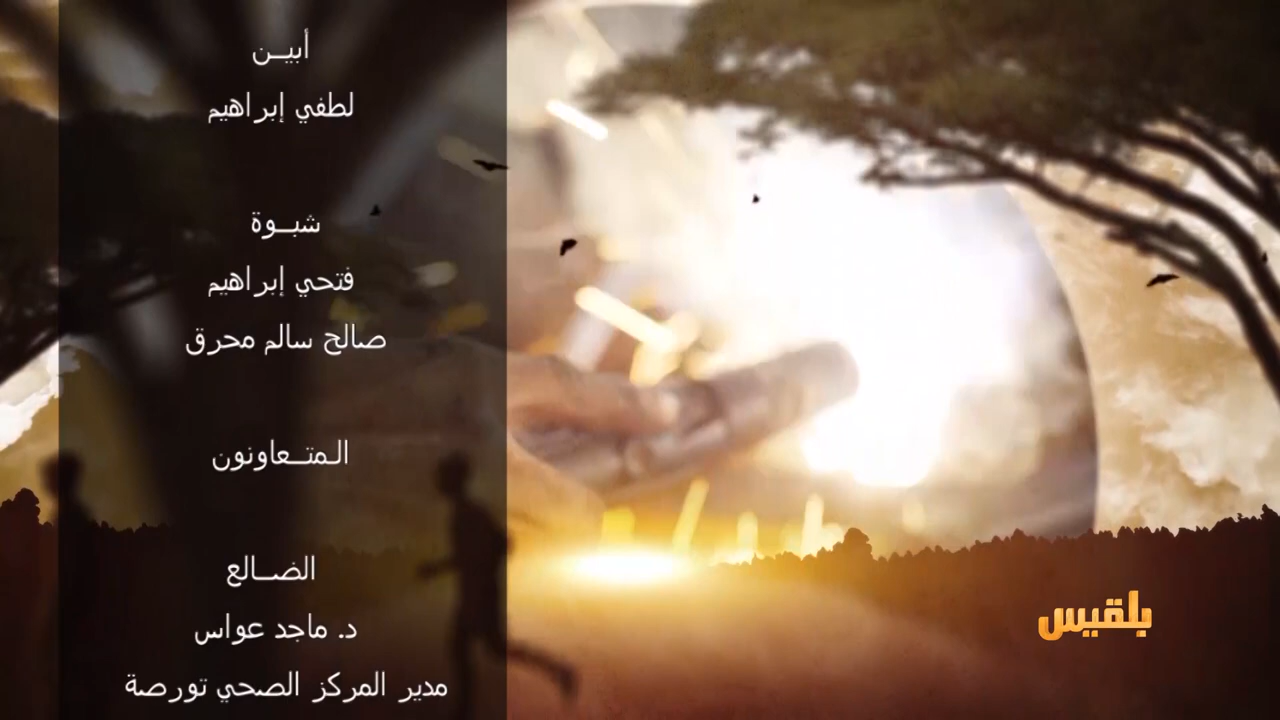 أبيــن
لطفي إبراهيم
شبــوة
فتحي إبراهيم
صالح سالم محرق
المتــعاونون
الضــالع
د. ماجد عواس
مدير المركز الصحي تورصة
بلقيس